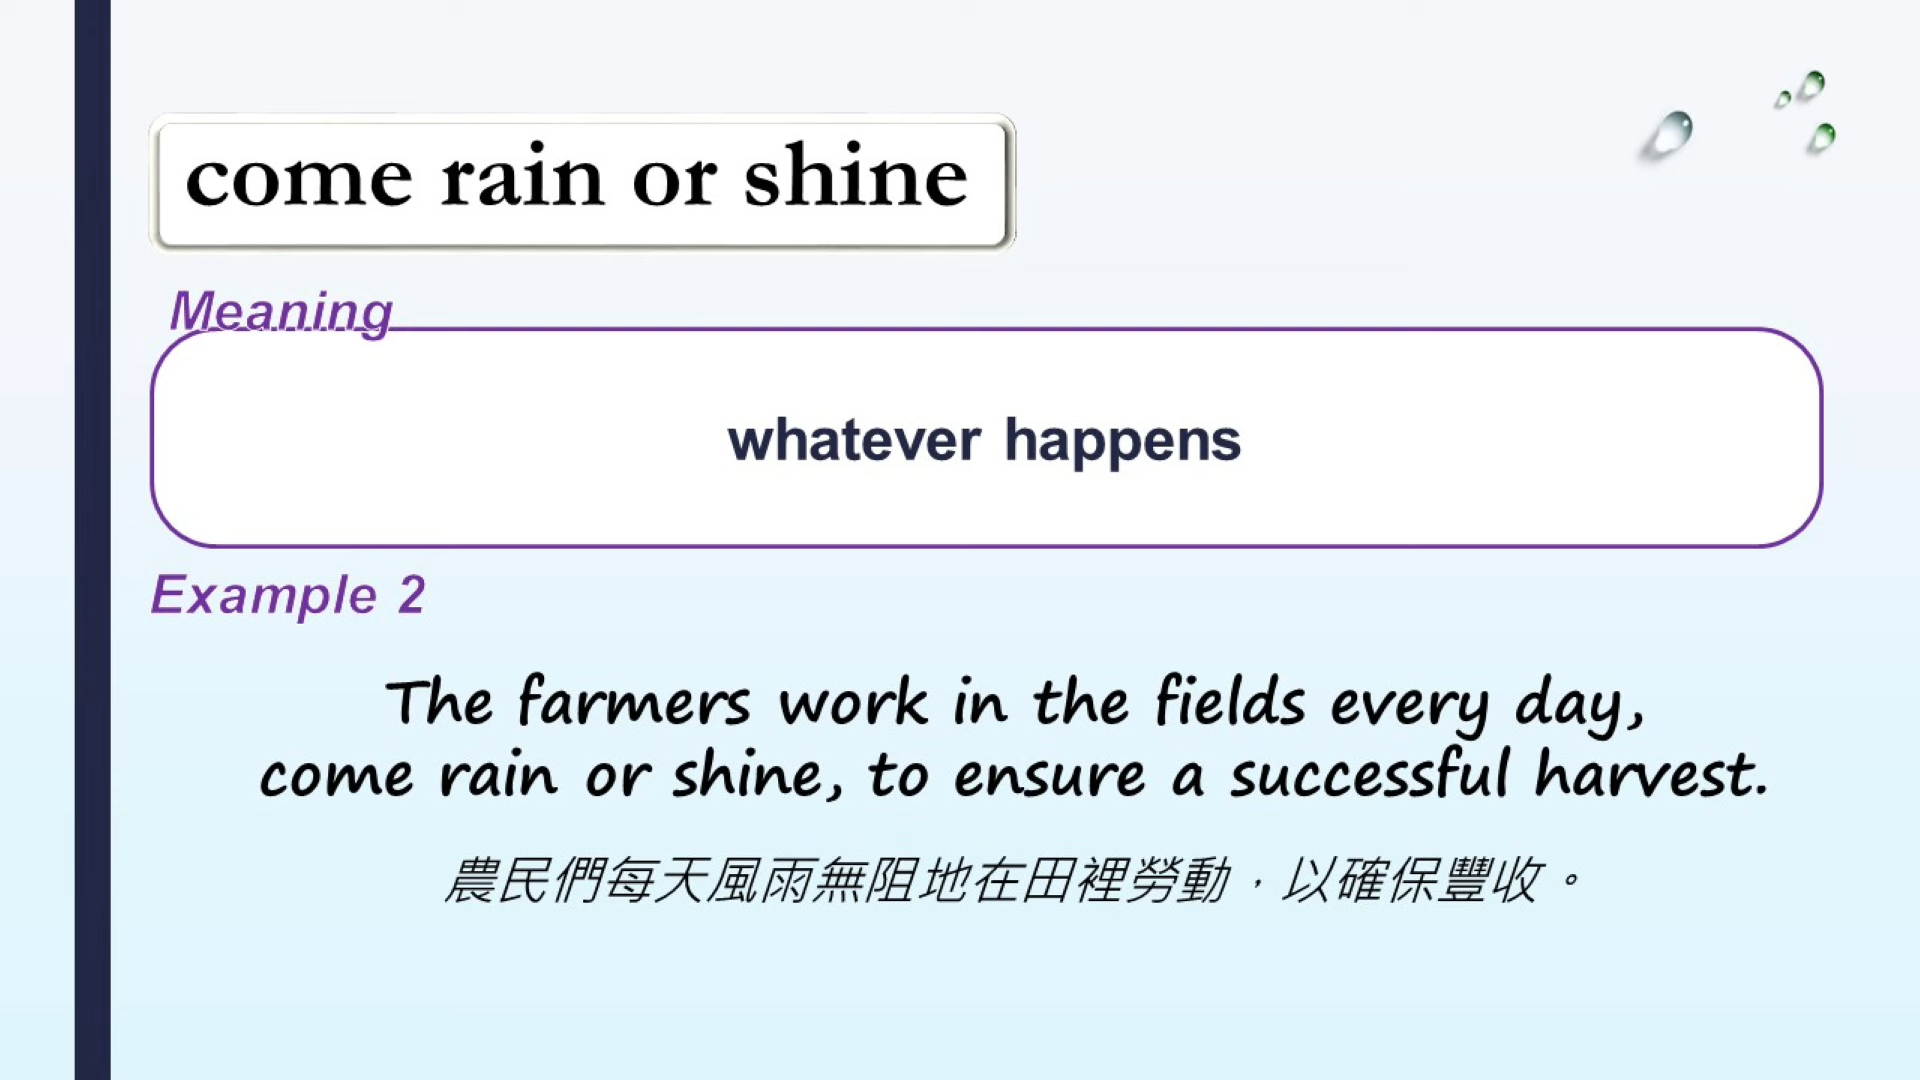 come rain or shine
Meaning
whatever happens
Example 2
The farmers work in the fields every day,
come rain or shine, to ensure a successful harvest.
農民們每天風雨無阻地在田裡勞動，以確保豐收。